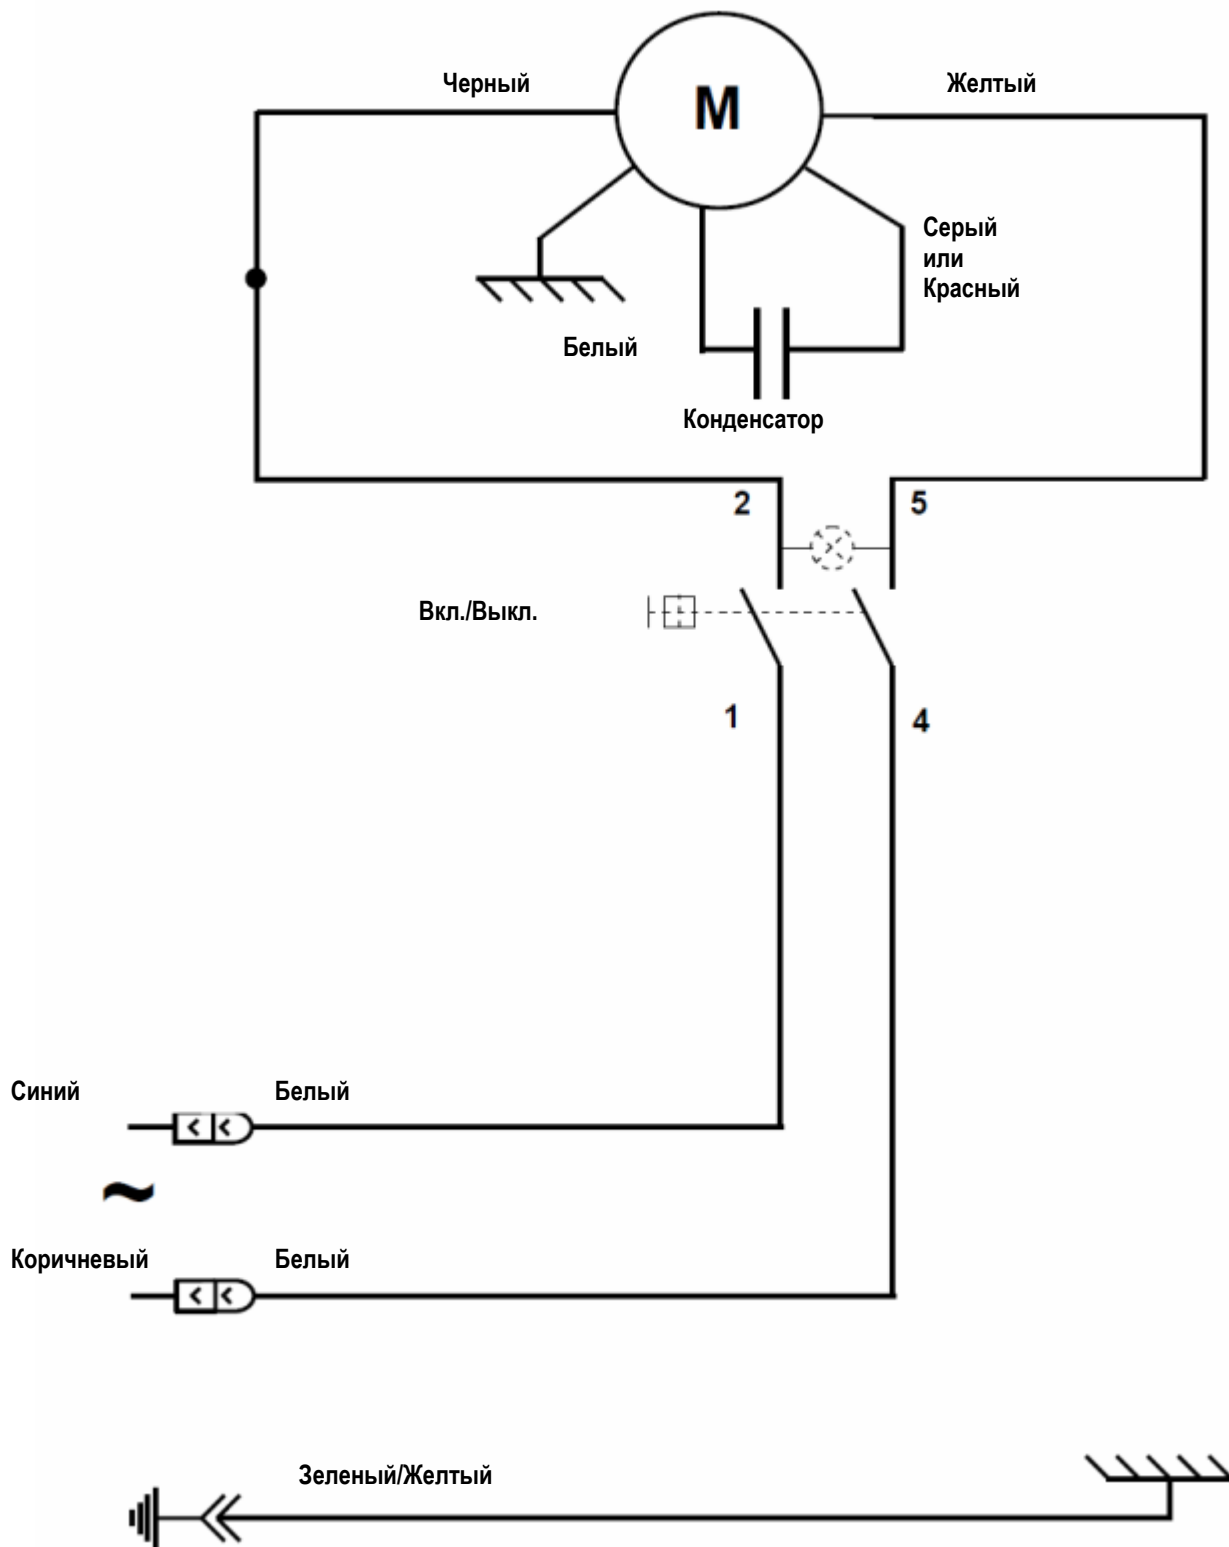 Черный
M
Желтый
Серый
или
Красный
Белый
Конденсатор
2
5
Вкл./Выкл.
1
4
Синий
Белый
~
Коричневый
Белый
Зеленый/Желтый